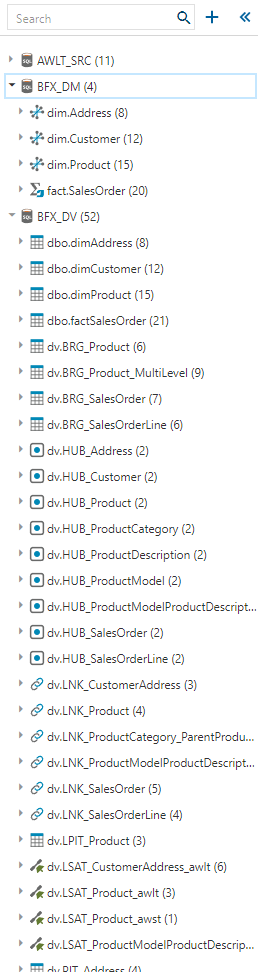 Search
AWLT_SRC (11)
BFX_DM (4)
dim.Address (8)
dim.Customer (12)
dim.Product (15)
fact.SalesOrder (20)
BFX_DV (52)
dbo.dimAddress (8)
dbo.dimCustomer (12)
dbo.dimProduct (15)
dbo.factSalesOrder (21)
dv.BRG_Product (6)
dv.BRG_Product_MultiLevel (9)
dv.BRG_SalesOrder (7)
dv.BRG_SalesOrderLine (6)
dv.HUB_Address (2)
dv.HUB_Customer (2)
dv.HUB_Product (2)
dv.HUB_ProductCategory (2)
dv.HUB_ProductDescription (2)
dv.HUB_ProductModel (2)
dv.HUB_ProductModelProductDescript...
dv.HUB_SalesOrder (2)
dv.HUB_SalesOrderLine (2)
dv.LNK_CustomerAddress (3)
dv.LNK_Product (4)
dv.LNK_ProductCategory_ParentProdu...
dv.LNK_ProductModelProductDescript...
dv.LNK_SalesOrder (5)
dv.LNK_SalesOrderLine (4)
dv.LPIT_Product (3)
dv.LSAT_CustomerAddress_awlt (6)
dv.LSAT_Product_awlt (3)
dv.LSAT_Product_awst (1)
dv.LSAT_ProductModelProductDescrip...
dv.PIT_Address (4)